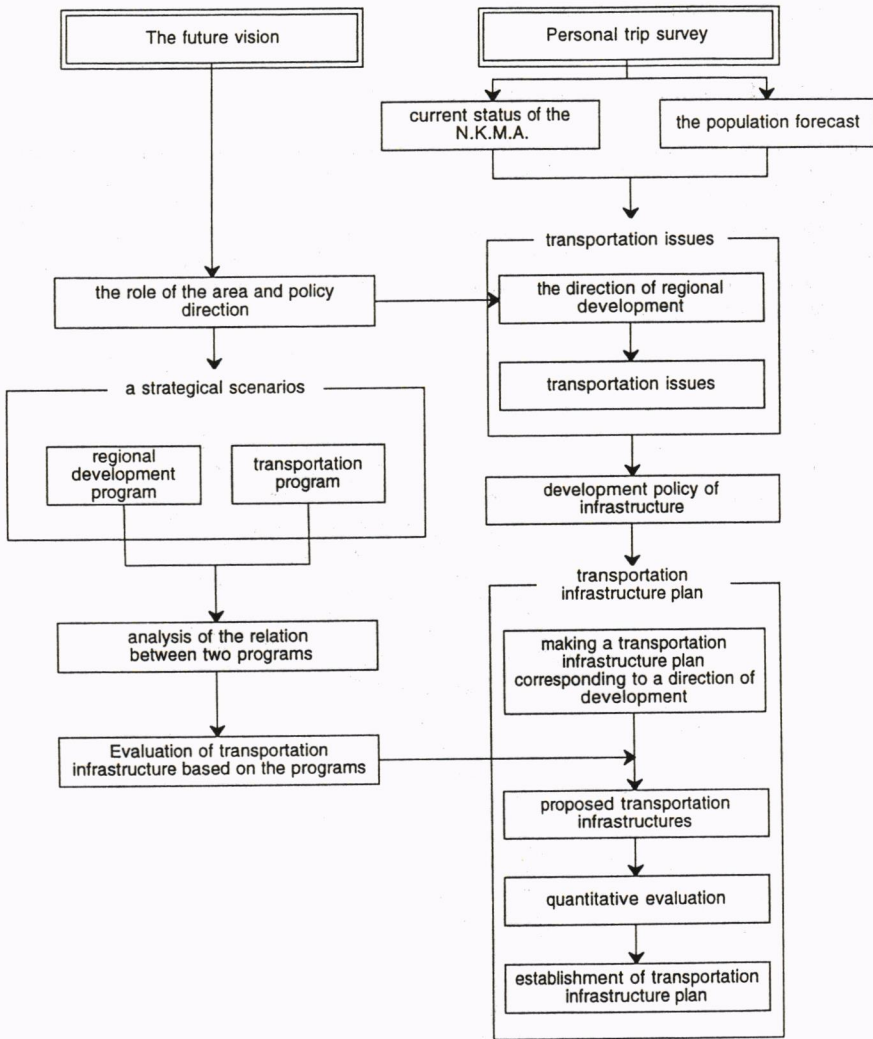 The future vision
Personal trip survey
current status of the
N.K.M.A.
the population forecast
transportation issues
the role of the area and policy
direction
the direction of regional
development
a strategical scenarios
transportation issues
regional
development
program
transportation
program
development policy of
infrastructure
transportation
infrastructure plan
analysis of the relation
between two programs
making a transportation
infrastructure plan
corresponding to a direction of
development
Evaluation of transportation
infrastructure based on the programs
proposed transportation
infrastructures
quantitative evaluation
establishment of transportation
infrastructure plan